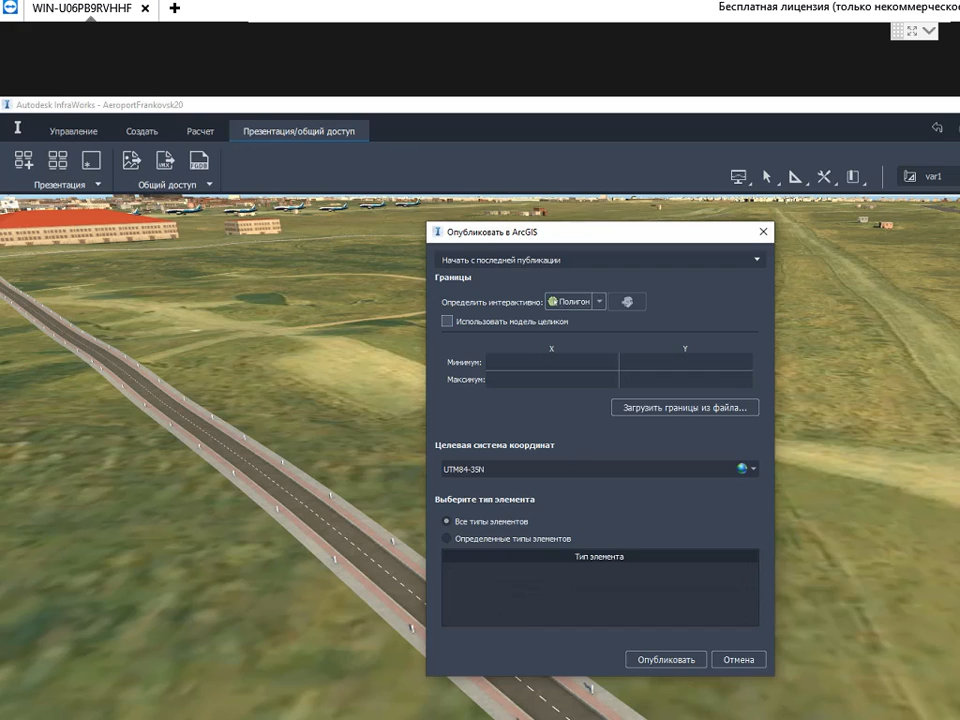 WIN-U06PB9RVHHF
Бесплатная лицензия (только некоммерческо
Autodesk InfraWorks - AeroportFrankovsk20
Управление Создать Расчет Презентация/общий доступ
Презентация Общий доступ
var1
Опубликовать в ArcGIS
Начать с последней публикации
Границы
Определить интерактивно: Полигон
Использовать модель целиком
X Y
Минимум:
Максимум:
Загрузить границы из файла...
Целевая система координат
UTM84-35N
Выберите тип элемента
Все типы элементов
Определенные типы элементов
Тип элемента
Опубликовать Отмена